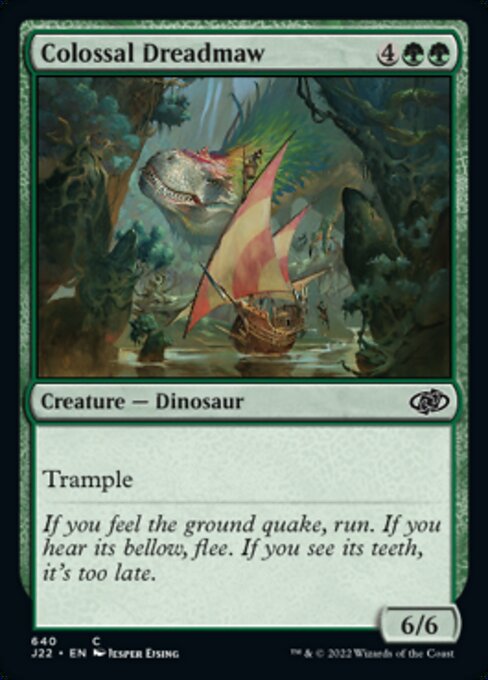 Colossal Dreadmaw 4
Creature — Dinosaur
Trample
If you feel the ground quake, run. If you
hear its bellow, flee. If you see its teeth,
it's too late.
6/6
640 C
J22 • EN Jesper Ejsing
™ & © 2022 Wizards of the Coast